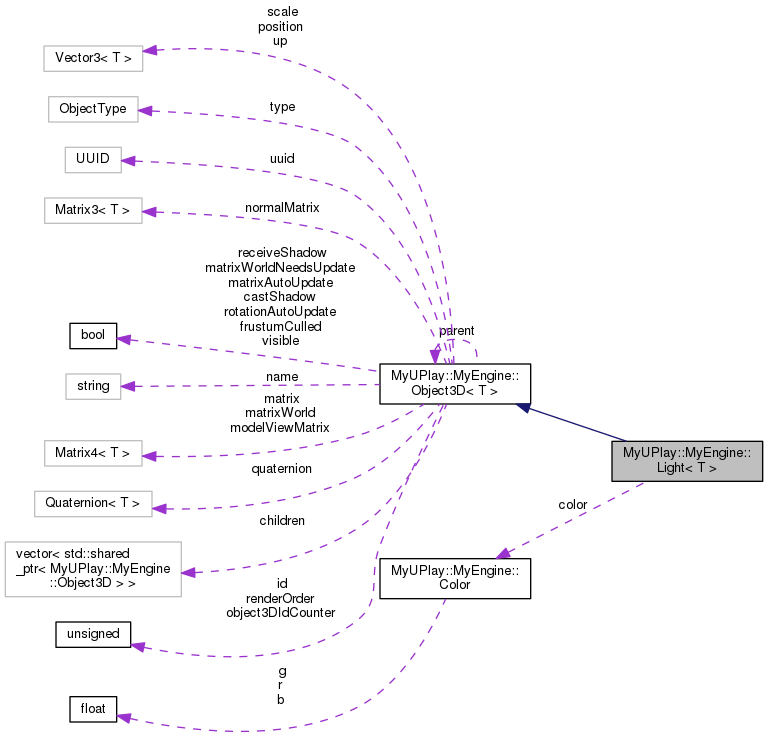 scale
position
up
Vector3< T >
ObjectType
type
UUID
uuid
Matrix3< T >
normalMatrix
receiveShadow
matrixWorldNeedsUpdate
matrixAutoUpdate
castShadow
rotationAutoUpdate
frustumCulled
visible
bool
parent
string
name
MyUPlay::MyEngine::
Object3D< T >
matrix
matrixWorld
modelViewMatrix
Matrix4< T >
MyUPlay::MyEngine::
Light< T >
quaternion
Quaternion< T >
color
children
vector< std::shared
_ptr< MyUPlay::MyEngine
::Object3D > >
MyUPlay::MyEngine::
Color
id
renderOrder
object3DIdCounter
unsigned
g
r
b
float